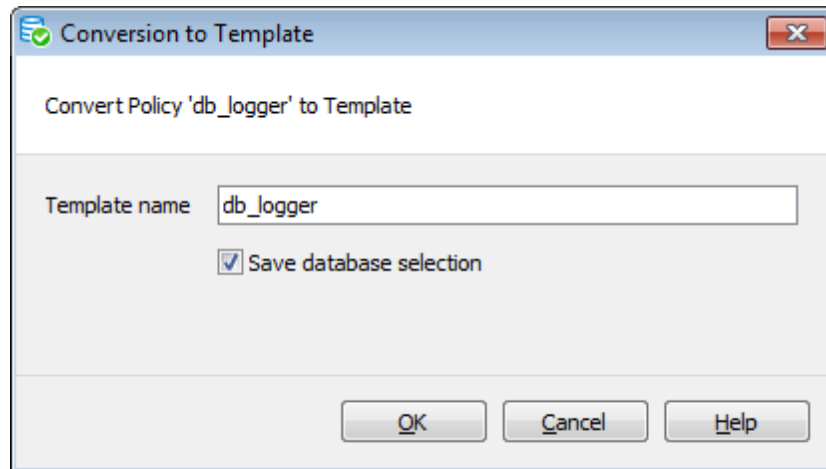 Conversion to Template
Convert Policy 'db_logger' to Template
Template name db_logger
Save database selection
OK Cancel Help